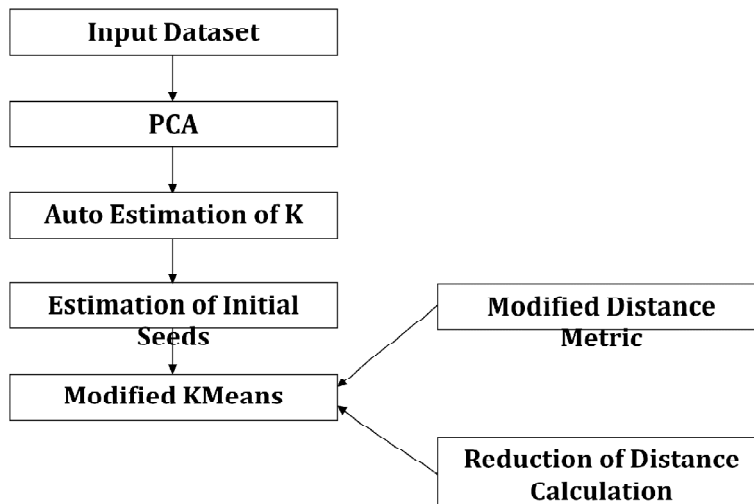 Input Dataset
PCA
Auto Estimation of K
Estimation of Initial
Seeds
Modified KMeans
Modified Distance
Metric
Reduction of Distance
Calculation